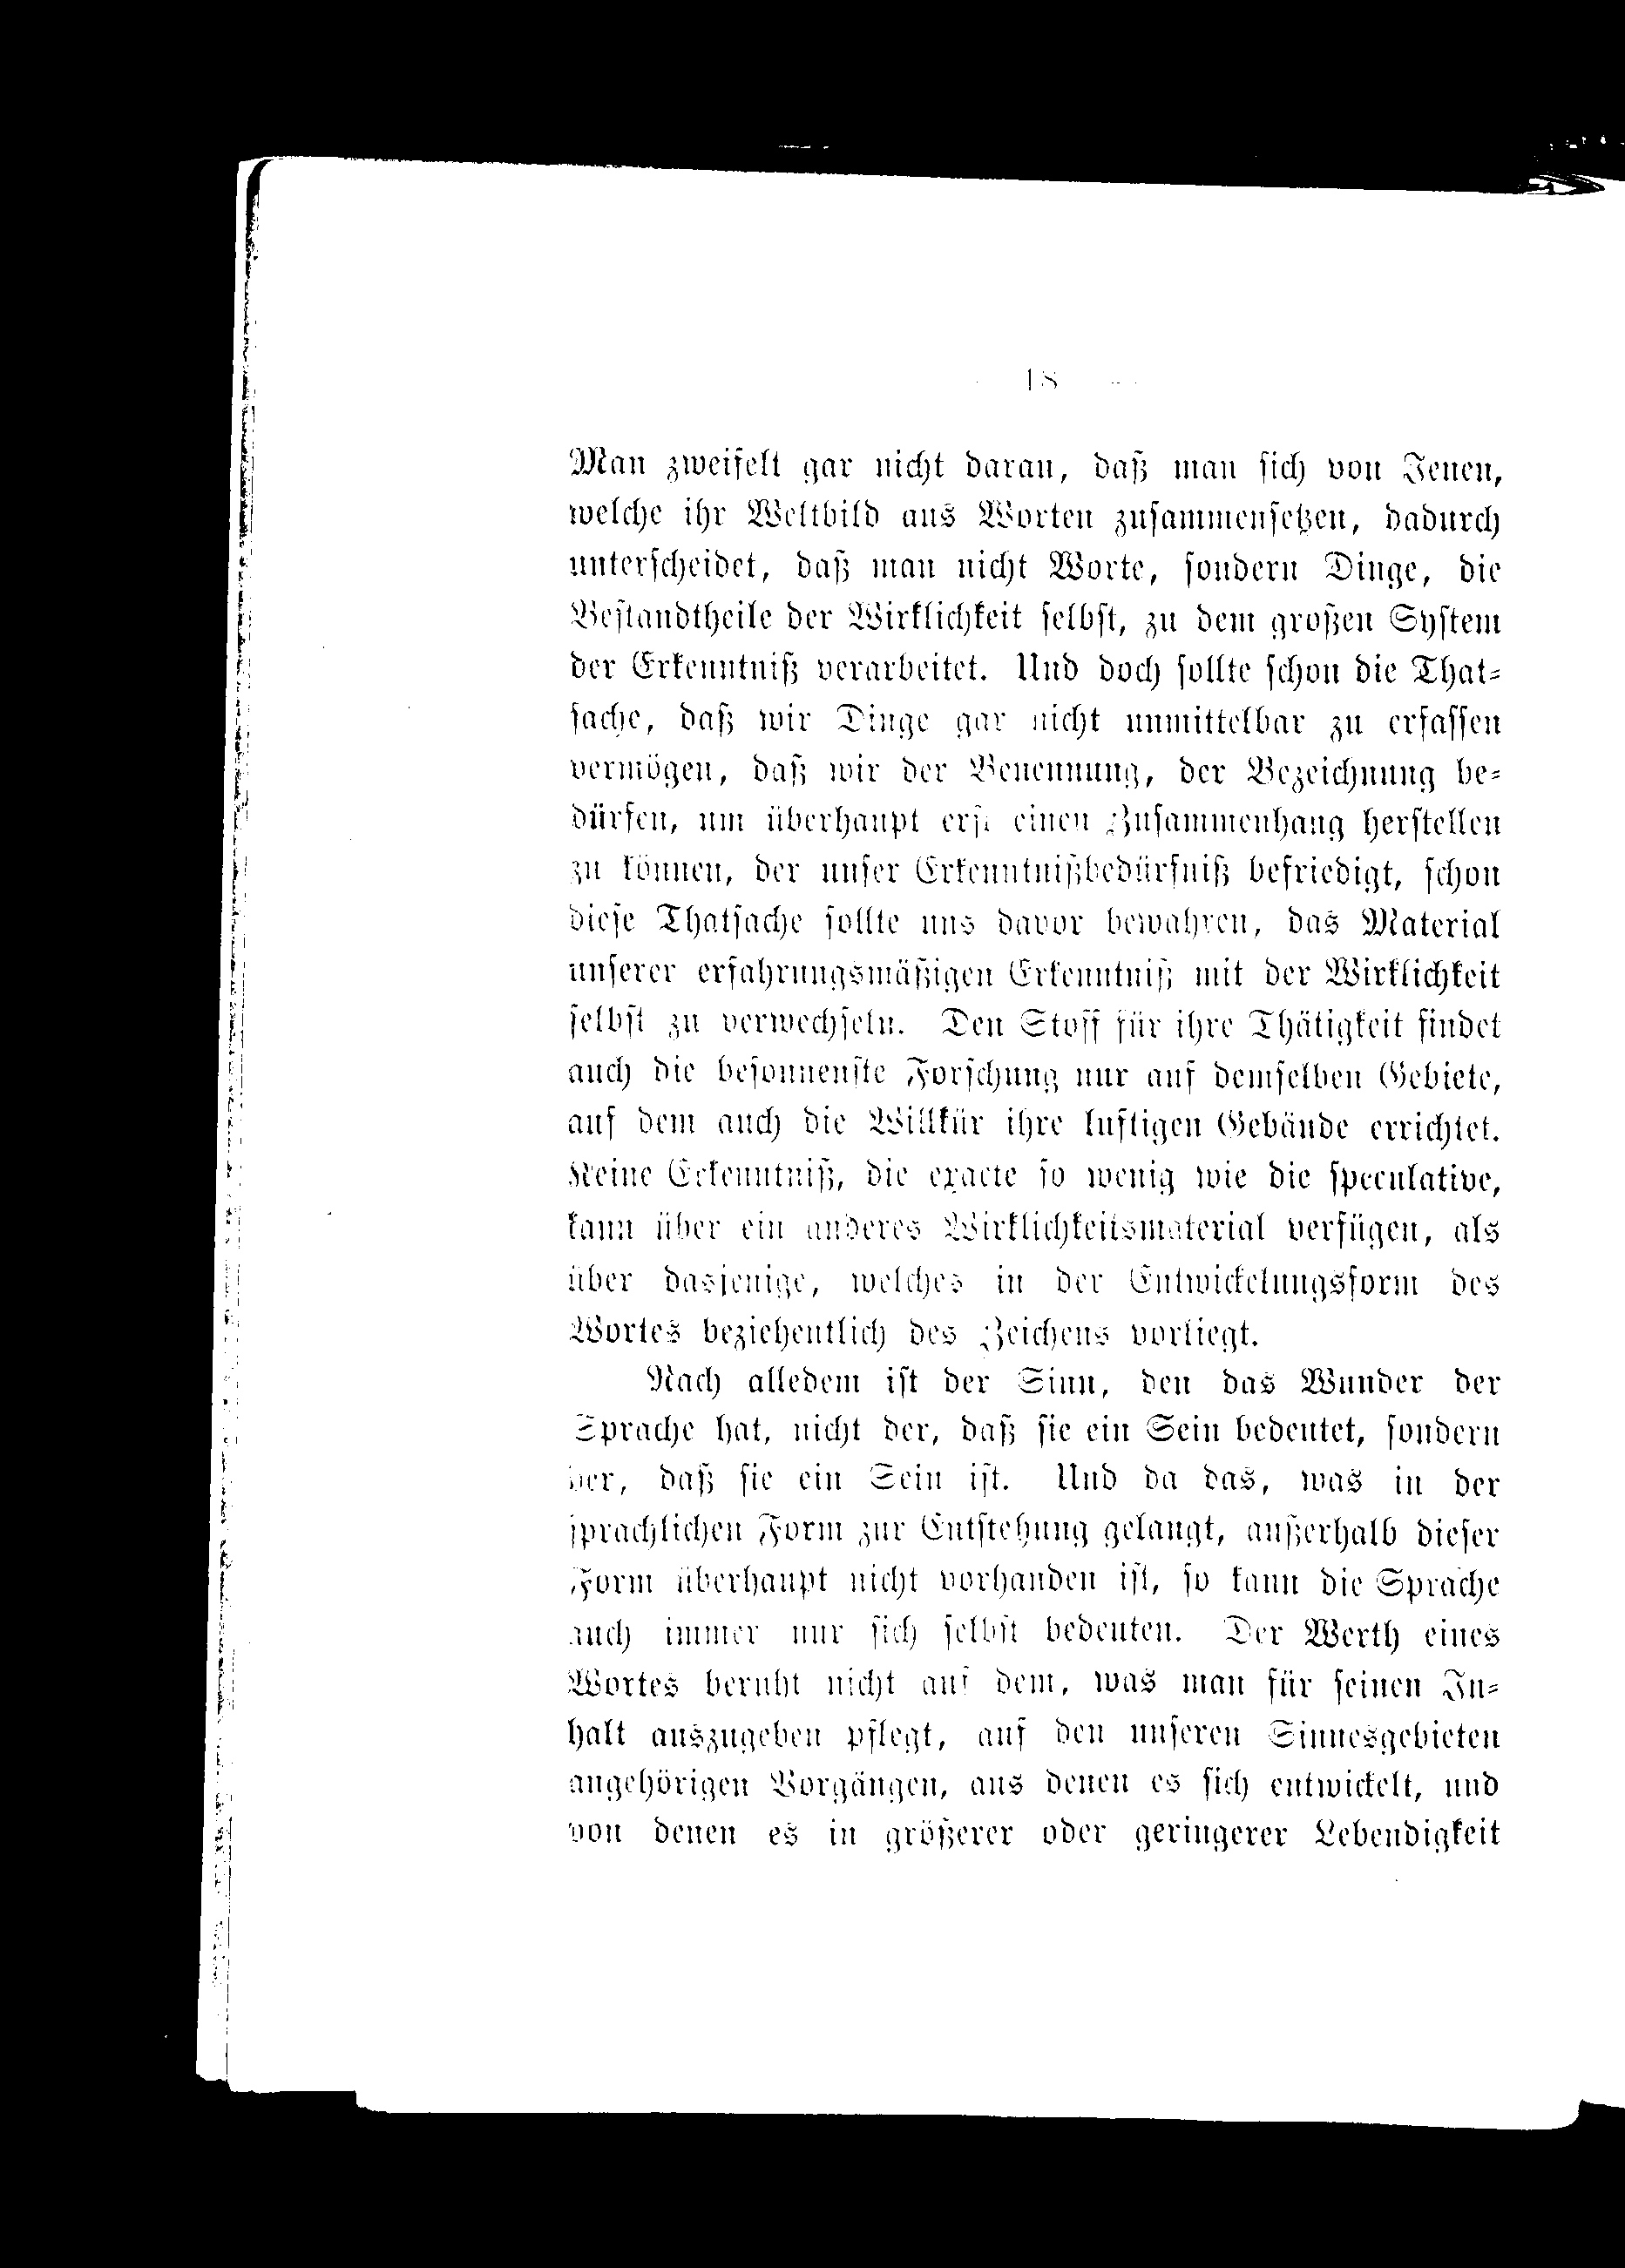 18
Man zweifelt gar nicht daran, daß man sich von Jenen,
welche ihr Weltbild aus Worten zusammensetzen, dadurch
unterscheidet, daß man nicht Worte, sondern Dinge, die
Bestandtheile der Wirklichkeit selbst, zu dem großen System
der Erkenntniß verarbeitet. Und doch sollte schon die That-
sache, daß wir Dinge gar nicht unmittelbar zu erfassen
vermögen, daß wir der Benennung, der Bezeichnung be-
dürfen, um überhaupt erst einen Zusammenhang herstellen
zu können, der unser Erkenntnißbedürfniß befriedigt, schon
diese Thatsache sollte uns davor bewahren, das Material
unserer erfahrungsmäßigen Erkenntniß mit der Wirklichkeit
selbst zu verwechseln. Den Stoff für ihre Thätigkeit findet
auch die besonnenste Forschung nur auf demselben Gebiete,
auf dem auch die Willkür ihre luftigen Gebäude errichtet.
Keine Erkenntniß, die exacte so wenig wie die speculative,
kann über ein anderes Wirklichkeitsmaterial verfügen, als
über dasjenige, welches in der Entwickelungsform des
Wortes beziehentlich des Zeichens vorliegt.
Nach alledem ist der Sinn, den das Wunder der
Sprache hat, nicht der, daß sie ein Sein bedeutet, sondern
der, daß sie ein Sein ist. Und da das, was in der
sprachlichen Form zur Entstehung gelangt, außerhalb dieser
Form überhaupt nicht vorhanden ist, so kann die Sprache
auch immer nur sich selbst bedeuten. Der Werth eines
Wortes beruht nicht auf dem, was man für seinen In-
halt auszugeben pflegt, auf den unseren Sinnesgebieten
angehörigen Vorgängen, aus denen es sich entwickelt, und
von denen es in größerer oder geringerer Lebendigkeit